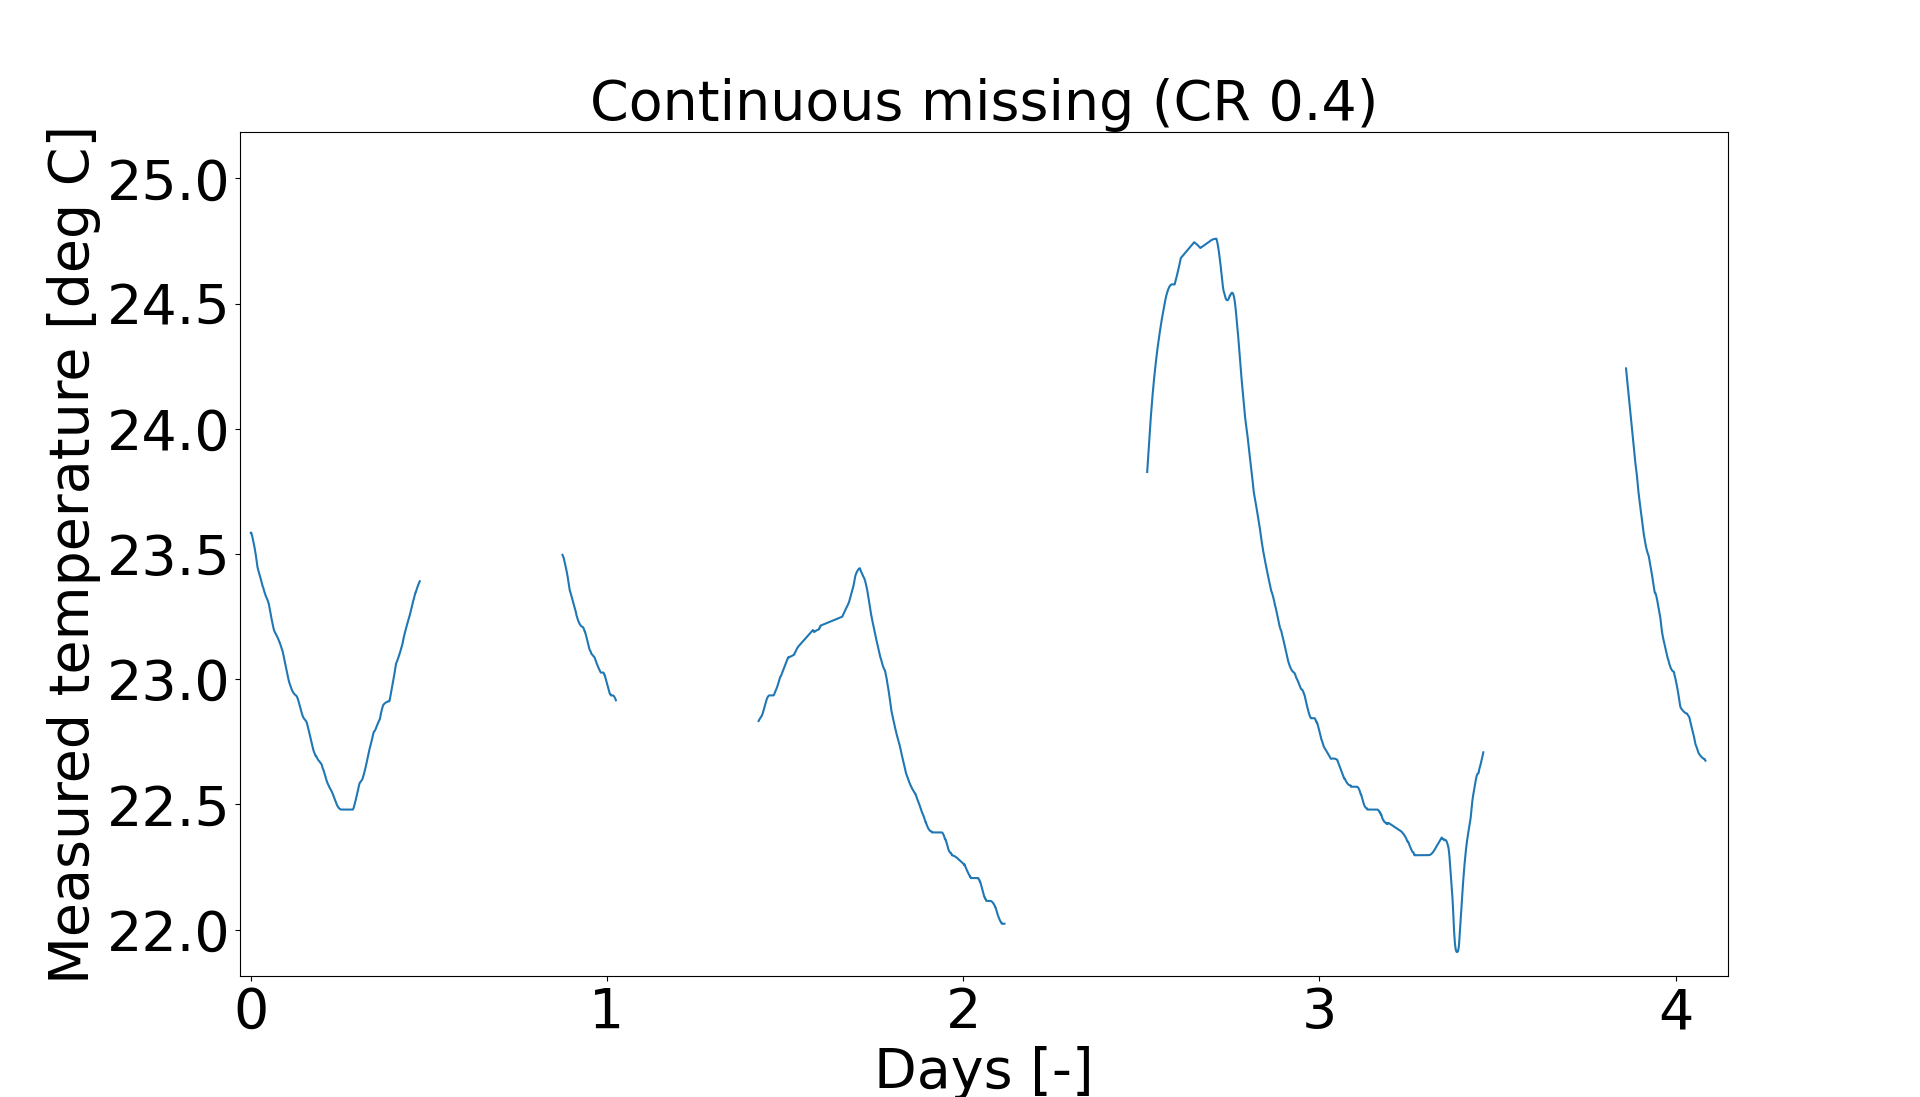 Continuous missing (CR 0.4)
Measured temperature [deg C]
25.0
24.5
24.0
23.5
23.0
22.5
22.0
0 1 2 3 4
Days [-]